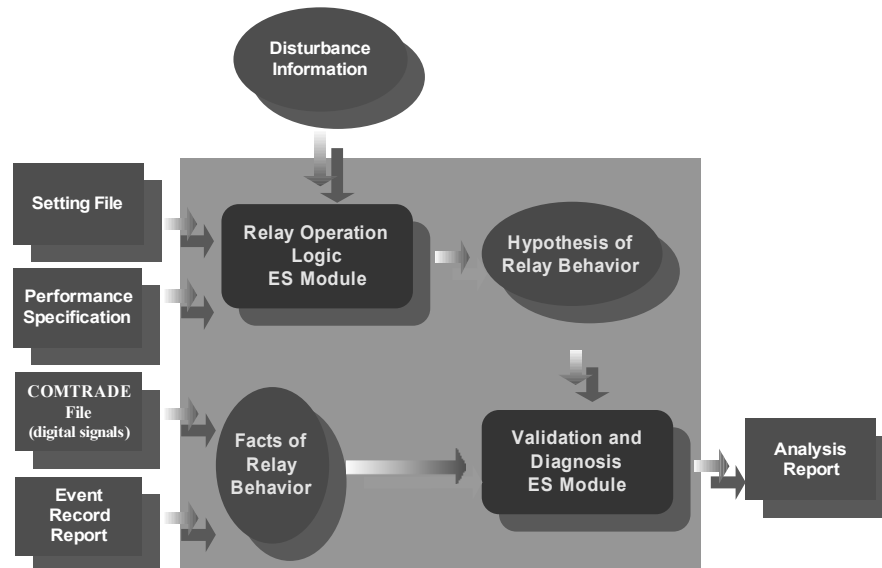 Disturbance
Information
Setting File
Relay Operation
Logic
ES Module
Hypothesis of
Relay Behavior
Performance
Specification
COMTRADE
File
(digital signals)
Facts of
Relay
Behavior
Validation and
Diagnosis
ES Module
Analysis
Report
Event
Record
Report